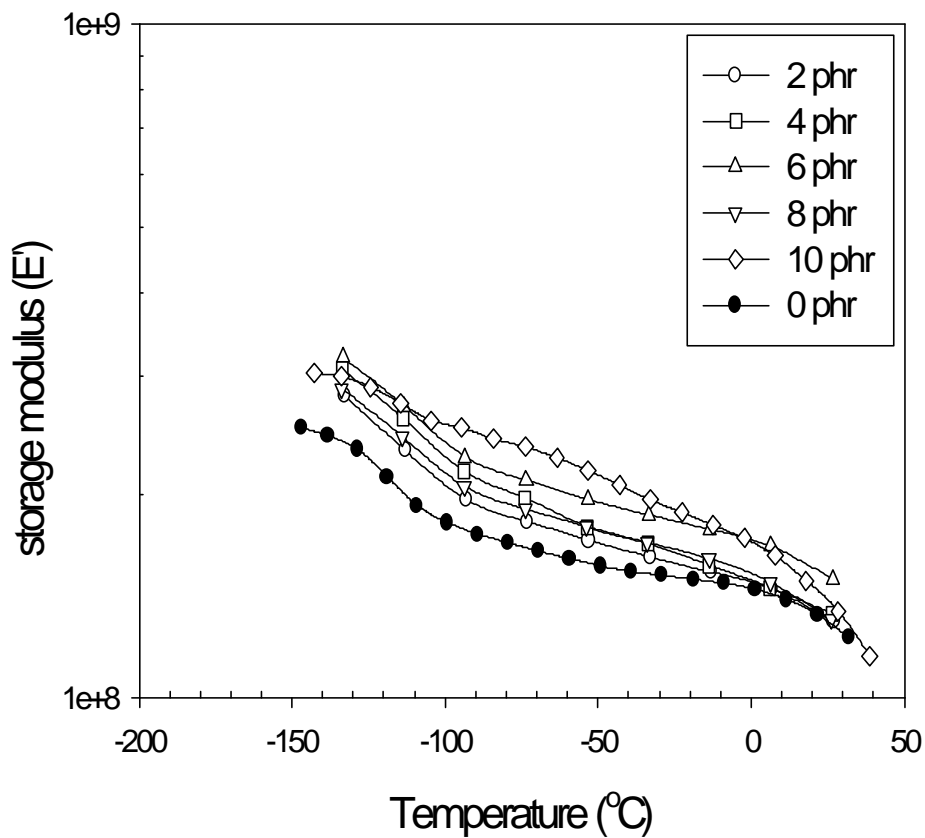 1e+9
2 phr
4 phr
6 phr
8 phr
10 phr
0 phr
storage modulus (E')
1e+8
-200 -150 -100 -50 0 50
Temperature (°C)